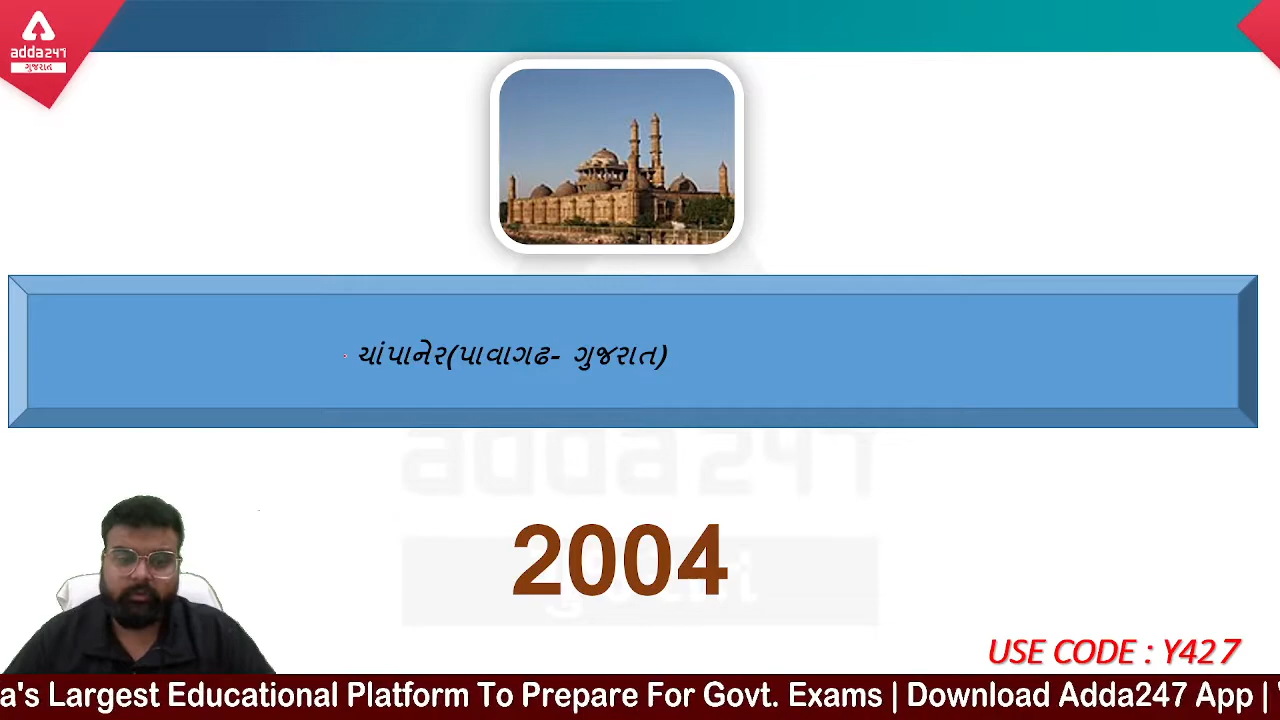 adda247
ગુજરાત
ચાંપાનેર(પાવાગઢ- ગુજરાત)
adda247
2004
USE CODE : Y427
a's Largest Educational Platform To Prepare For Govt. Exams | Download Adda247 App |